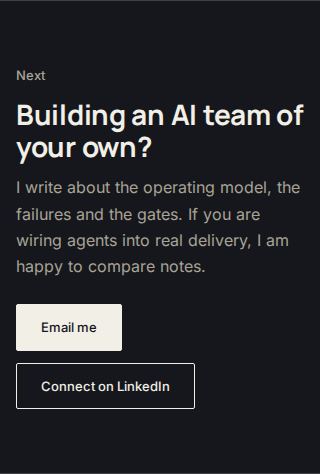 Next
Building an AI team of
your own?
I write about the operating model, the
failures and the gates. If you are
wiring agents into real delivery, I am
happy to compare notes.
Email me
Connect on LinkedIn